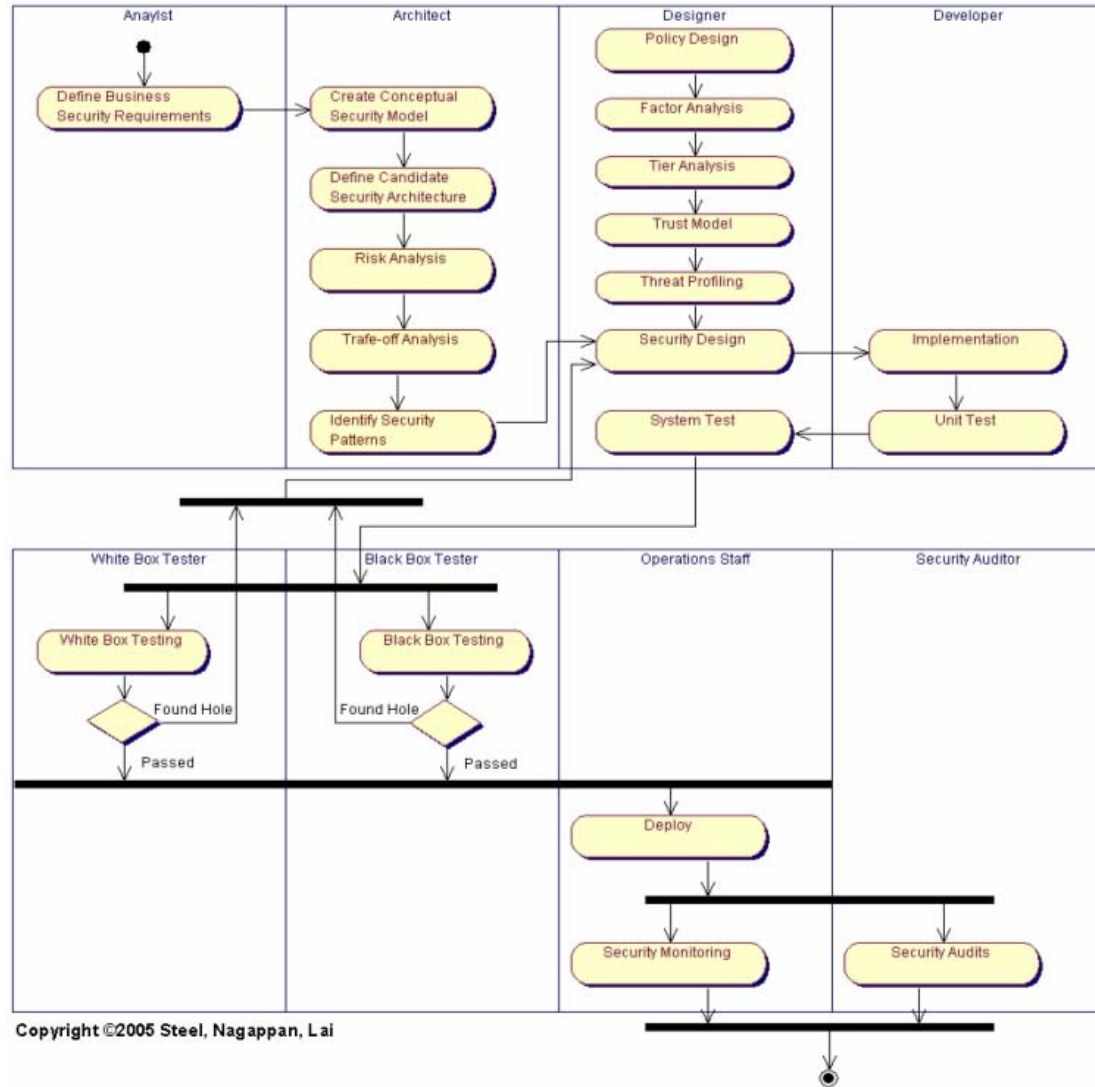 Anaylst
Architect
Designer
Developer
Define Business
Security Requirements
Create Conceptual
Security Model
Define Candidate
Security Architecture
Risk Analysis
Trafe-off Analysis
Identify Security
Patterns
Policy Design
Factor Analysis
Tier Analysis
Trust Model
Threat Profiling
Security Design
System Test
Implementation
Unit Test
White Box Tester
Black Box Tester
Operations Staff
Security Auditor
White Box Testing
Found Hole
Passed
Black Box Testing
Found Hole
Passed
Deploy
Security Monitoring
Security Audits
Copyright ©2005 Steel, Nagappan, Lai